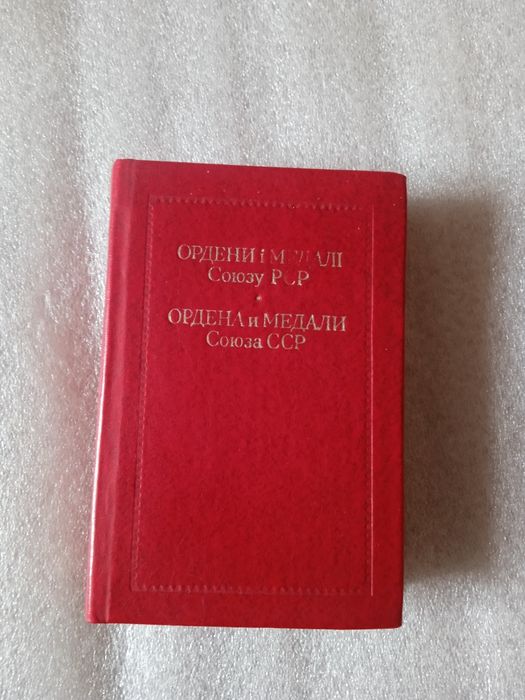 ОРДЕНИ і МЕДАЛІ
Союзу РСР
ОРДЕНА и МЕДАЛИ
Союза ССР